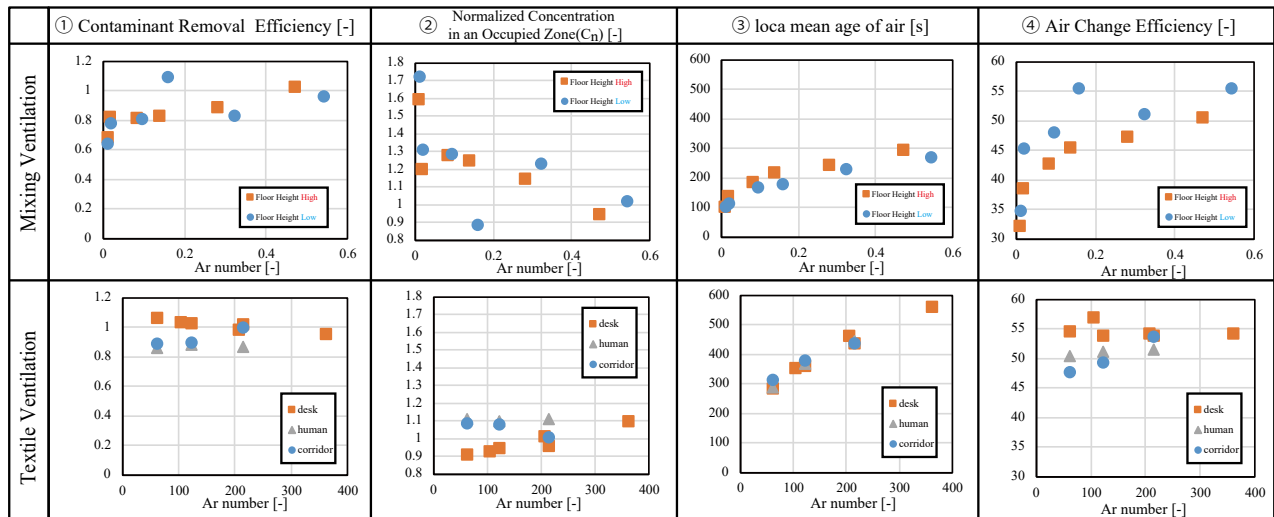 ① Contaminant Removal Efficiency [-]
② Normalized Concentration
in an Occupied Zone(Cn) [-]
③ loca mean age of air [s]
④ Air Change Efficiency [-]
Mixing Ventilation
1.2
1
0.8
0.6
0.4
0.2
0
0
0.2
0.4
0.6
Ar number [-]
Floor Height High
Floor Height Low
1.8
1.7
1.6
1.5
1.4
1.3
1.2
1.1
1
0.9
0.8
0
0.2
0.4
0.6
Ar number [-]
Floor Height High
Floor Height Low
600
500
400
300
200
100
0
0
0.2
0.4
0.6
Ar number [-]
Floor Height High
Floor Height Low
60
55
50
45
40
35
30
0
0.2
0.4
0.6
Ar number [-]
Floor Height High
Floor Height Low
Textile Ventilation
1.2
1
0.8
0.6
0.4
0.2
0
0
100
200
300
400
Ar number [-]
desk
human
corridor
1.8
1.7
1.6
1.5
1.4
1.3
1.2
1.1
1
0.9
0.8
0
100
200
300
400
Ar number [-]
desk
human
corridor
600
500
400
300
200
100
0
0
100
200
300
400
Ar number [-]
desk
human
corridor
60
55
50
45
40
35
30
0
100
200
300
400
Ar number [-]
desk
human
corridor